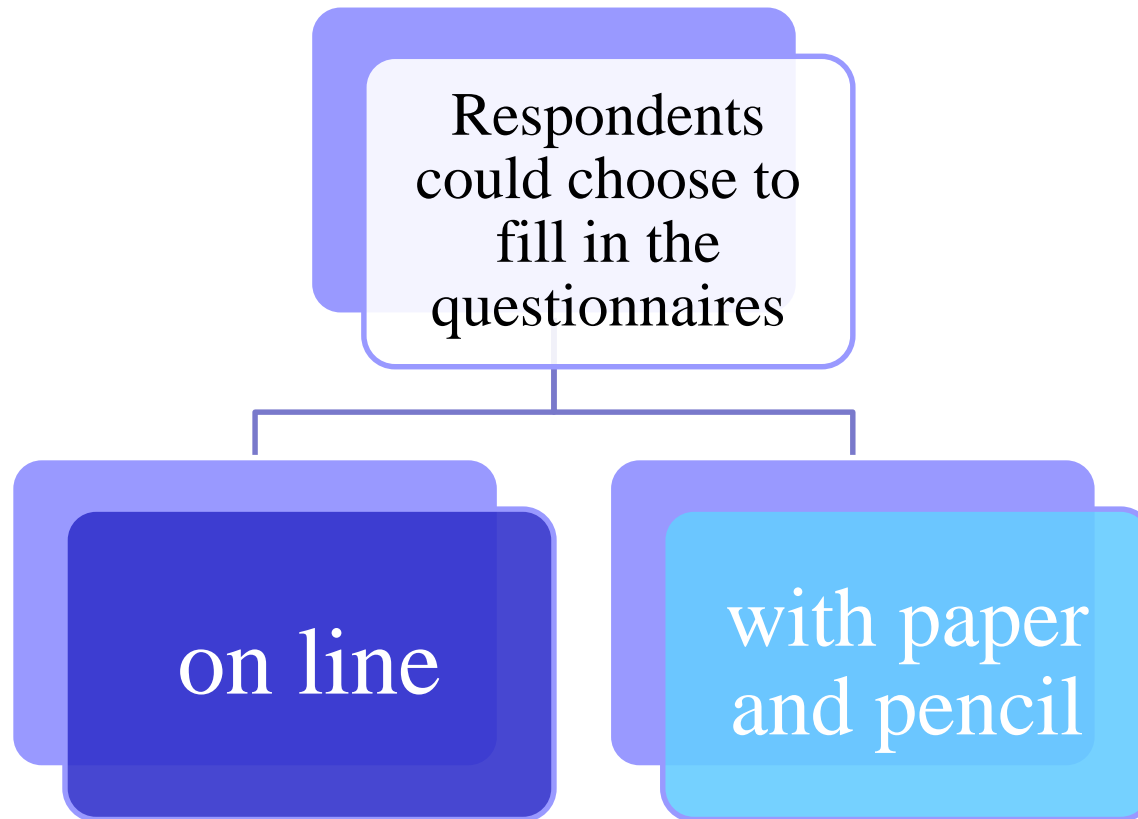 Respondents
could choose to
fill in the
questionnaires
on line
with paper
and pencil